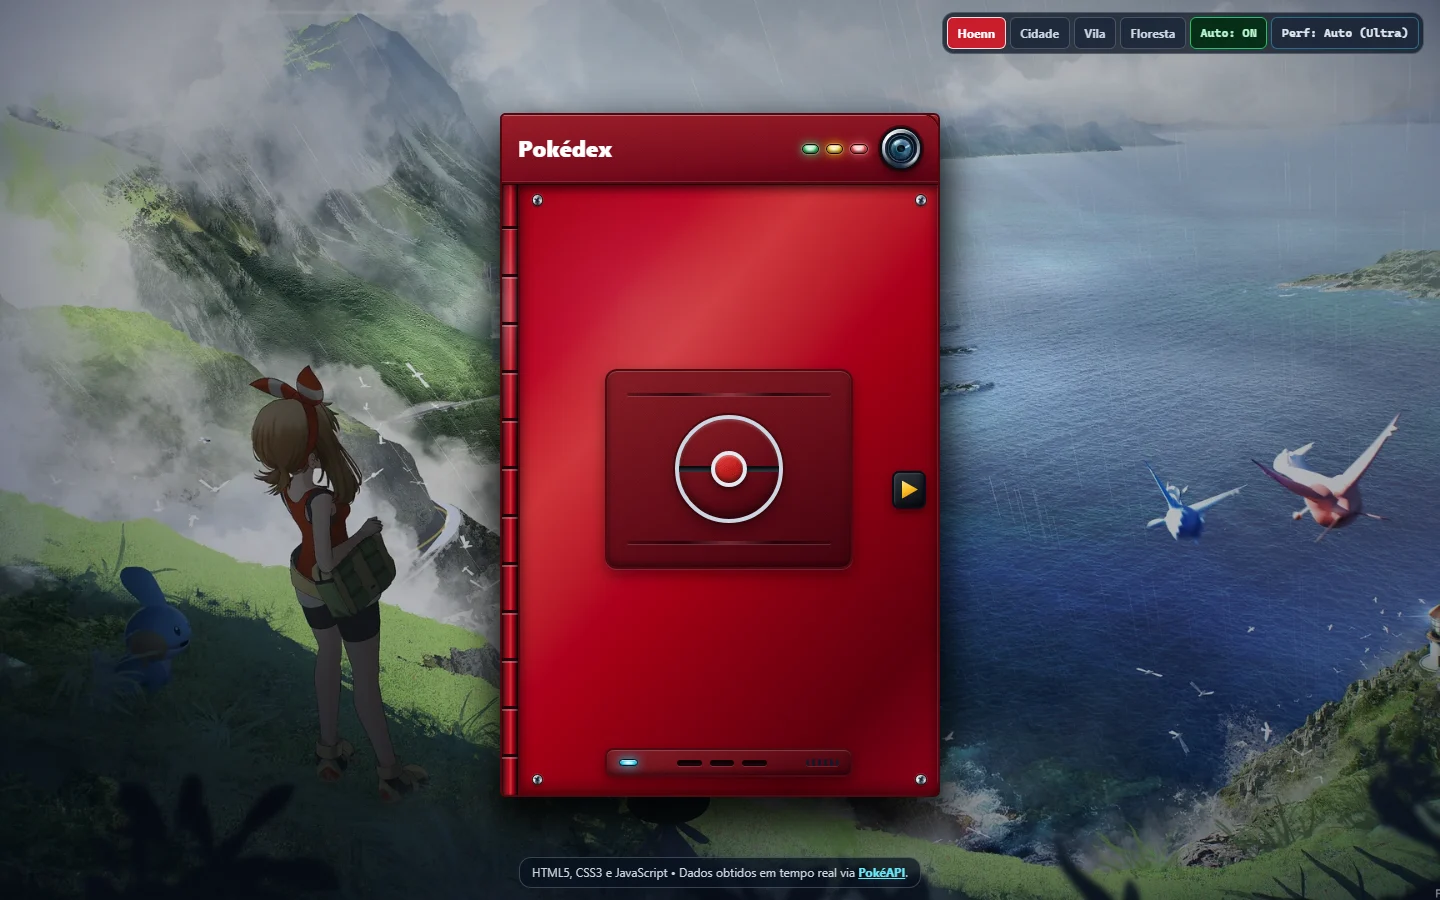 Hoenn
Cidade
Vila
Floresta
Auto: ON
Perf: Auto (Ultra)
Pokédex
HTML5, CSS3 e JavaScript • Dados obtidos em tempo real via PokéAPI.